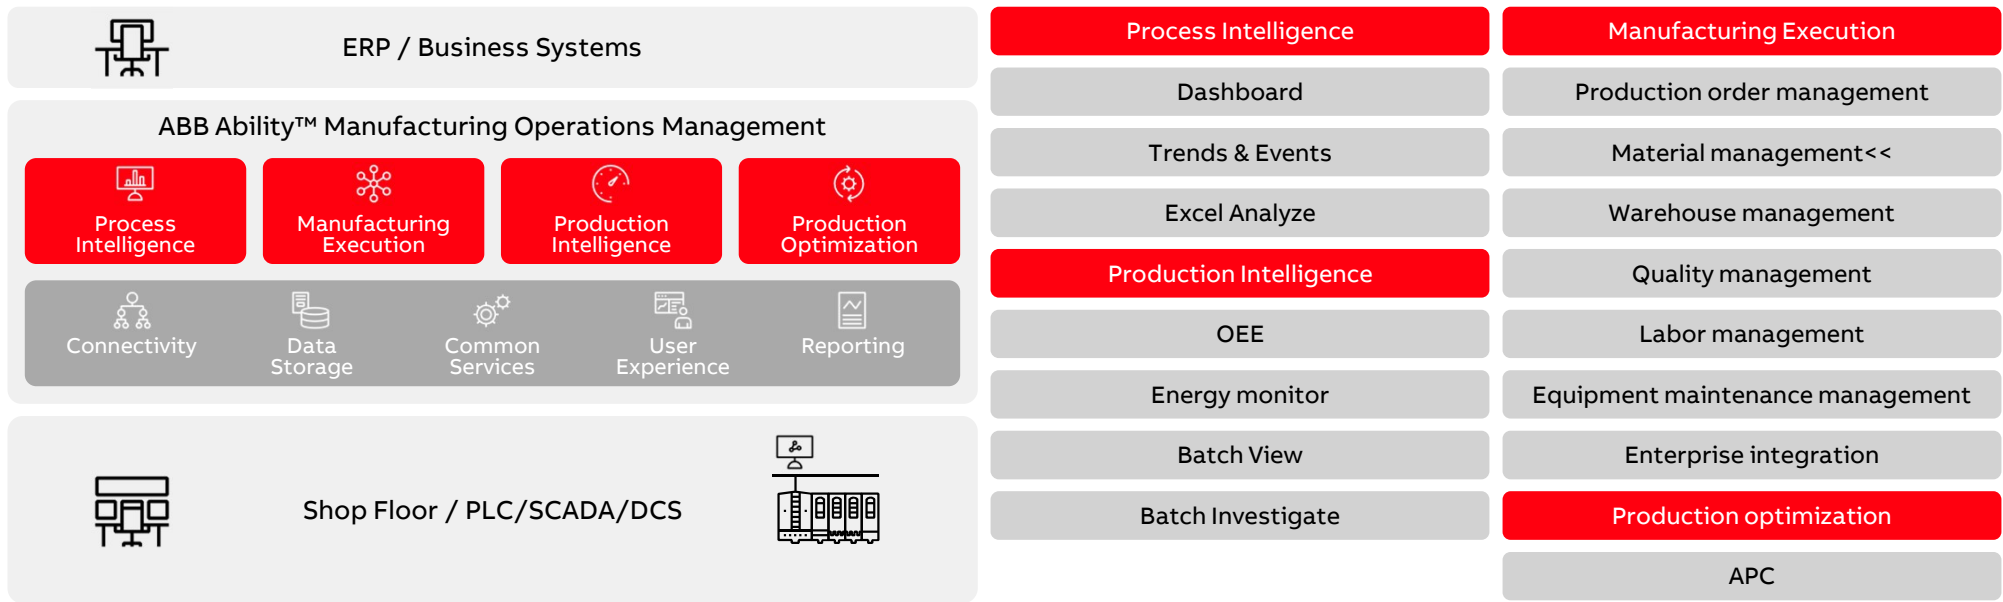 ERP / Business Systems
ABB Ability™ Manufacturing Operations Management
Process
Intelligence
Manufacturing
Execution
Production
Intelligence
Production
Optimization
Connectivity
Data
Storage
Common
Services
User
Experience
Reporting
Shop Floor / PLC/SCADA/DCS
Process Intelligence
Dashboard
Trends & Events
Excel Analyze
Production Intelligence
OEE
Energy monitor
Batch View
Batch Investigate
Manufacturing Execution
Production order management
Material management<<
Warehouse management
Quality management
Labor management
Equipment maintenance management
Enterprise integration
Production optimization
APC